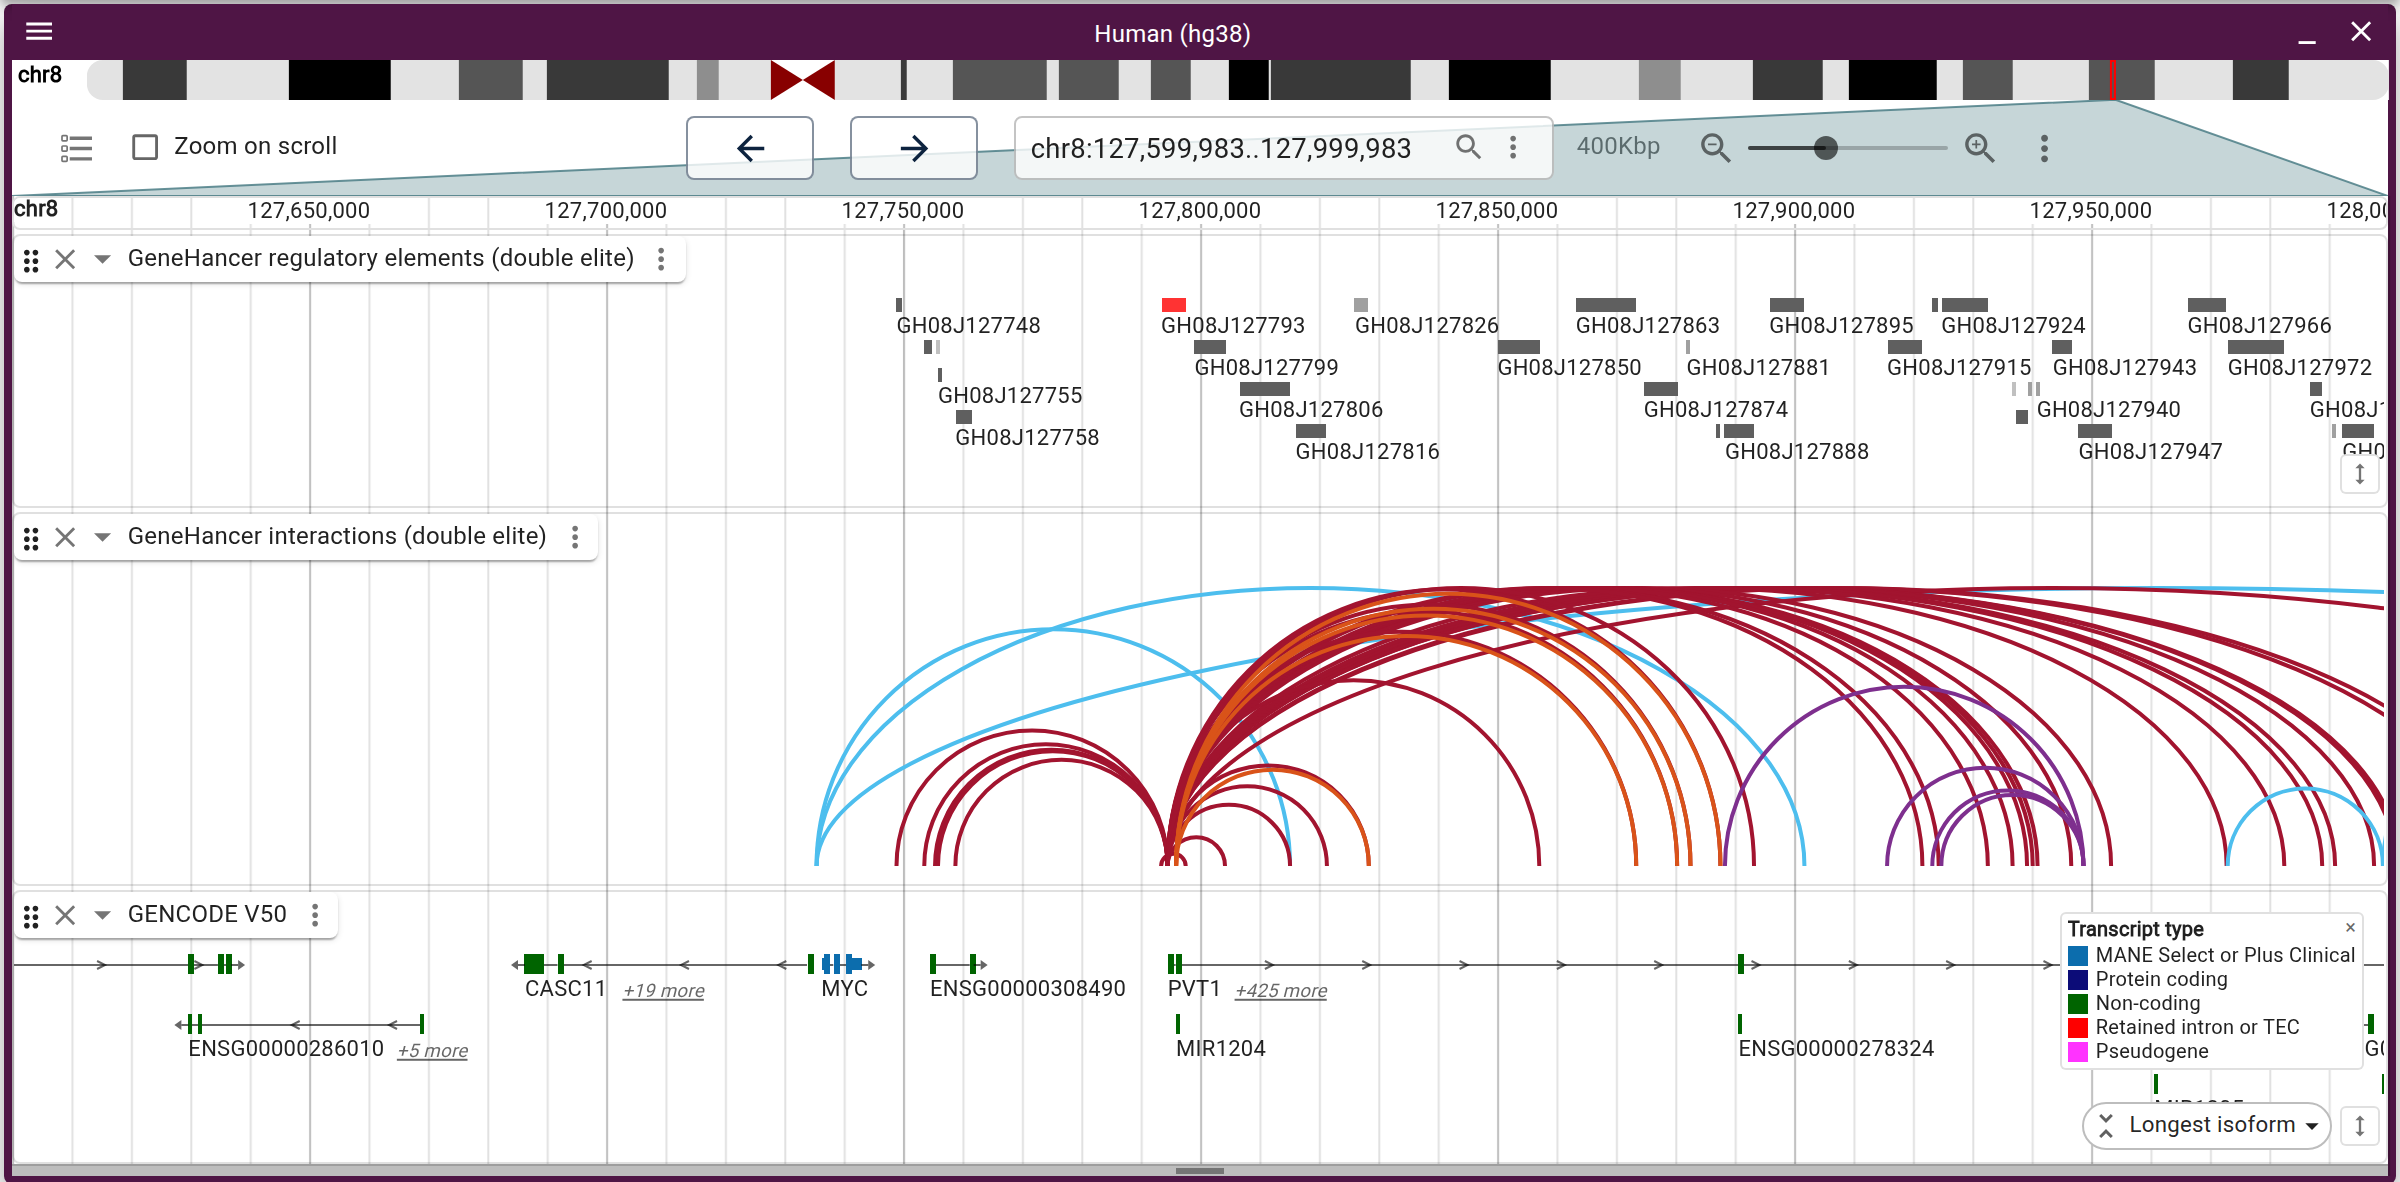 Human (hg38)
chr8
Zoom on scroll
chr8:127,599,983..127,999,983
400Kbp
chr8
127,650,000 127,700,000 127,750,000 127,800,000 127,850,000 127,900,000 127,950,000
GeneHancer regulatory elements (double elite)
GH08J127748 GH08J127793 GH08J127826 GH08J127863 GH08J127895 GH08J127924 GH08J127966
GH08J127799 GH08J127850 GH08J127881 GH08J127915 GH08J127943 GH08J127972
GH08J127755 GH08J127806 GH08J127874 GH08J127940
GH08J127758 GH08J127816 GH08J127888 GH08J127947
GeneHancer interactions (double elite)
GENCODE V50
CASC11 +19 more MYC ENSG00000308490 PVT1 +425 more
ENSG00000286010 +5 more MIR1204 ENSG00000278324
Transcript type ×
MANE Select or Plus Clinical
Protein coding
Non-coding
Retained intron or TEC
Pseudogene
Longest isoform